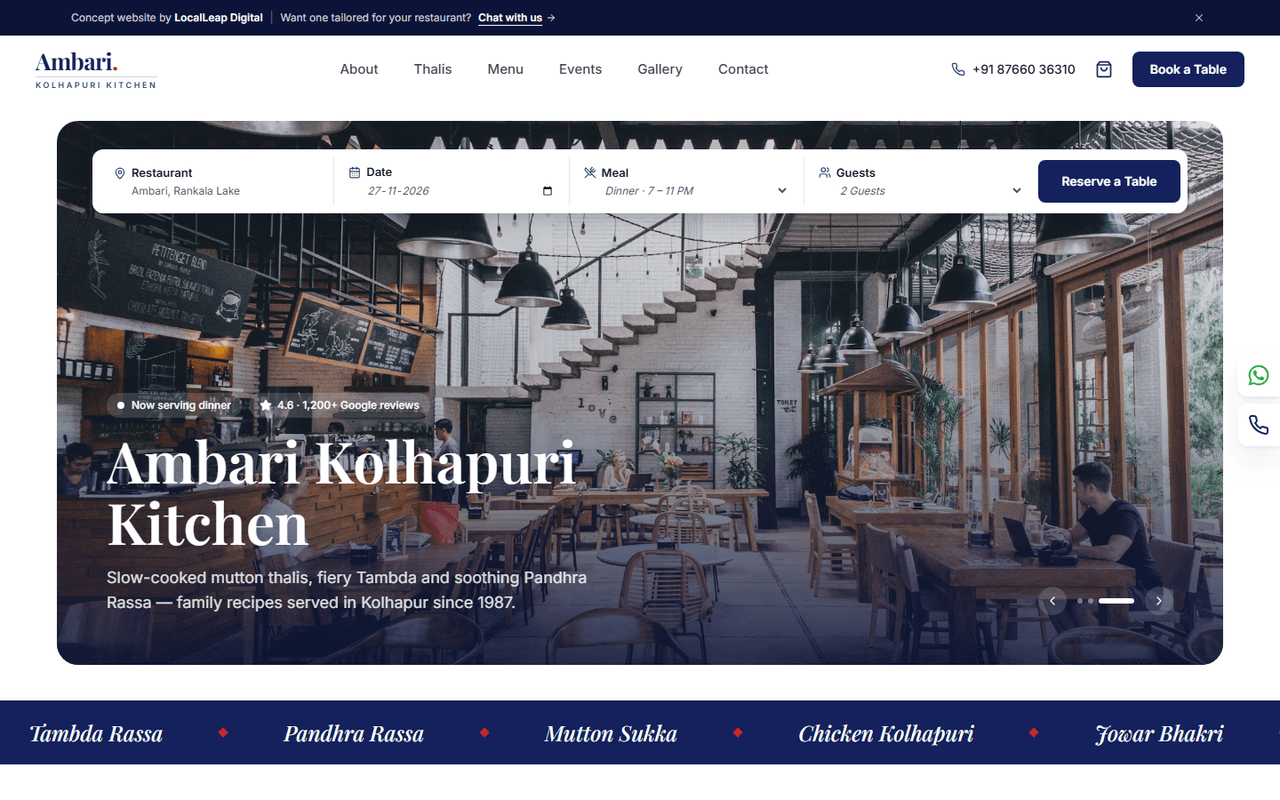 Concept website by LocalLeap Digital | Want one tailored for your restaurant? Chat with us →
Ambari.
KOLHAPURI KITCHEN
About Thalis Menu Events Gallery Contact
+91 87660 36310
Book a Table
Restaurant
Ambari, Rankala Lake
Date
27-11-2026
Meal
Dinner · 7 – 11 PM
Guests
2 Guests
Reserve a Table
PETITENGET BLEND
love
TOILET
Now serving dinner
4.6 · 1,200+ Google reviews
Ambari Kolhapuri
Kitchen
Slow-cooked mutton thalis, fiery Tambda and soothing Pandhra
Rassa — family recipes served in Kolhapur since 1987.
Tambda Rassa ◆ Pandhra Rassa ◆ Mutton Sukka ◆ Chicken Kolhapuri ◆ Jowar Bhakri